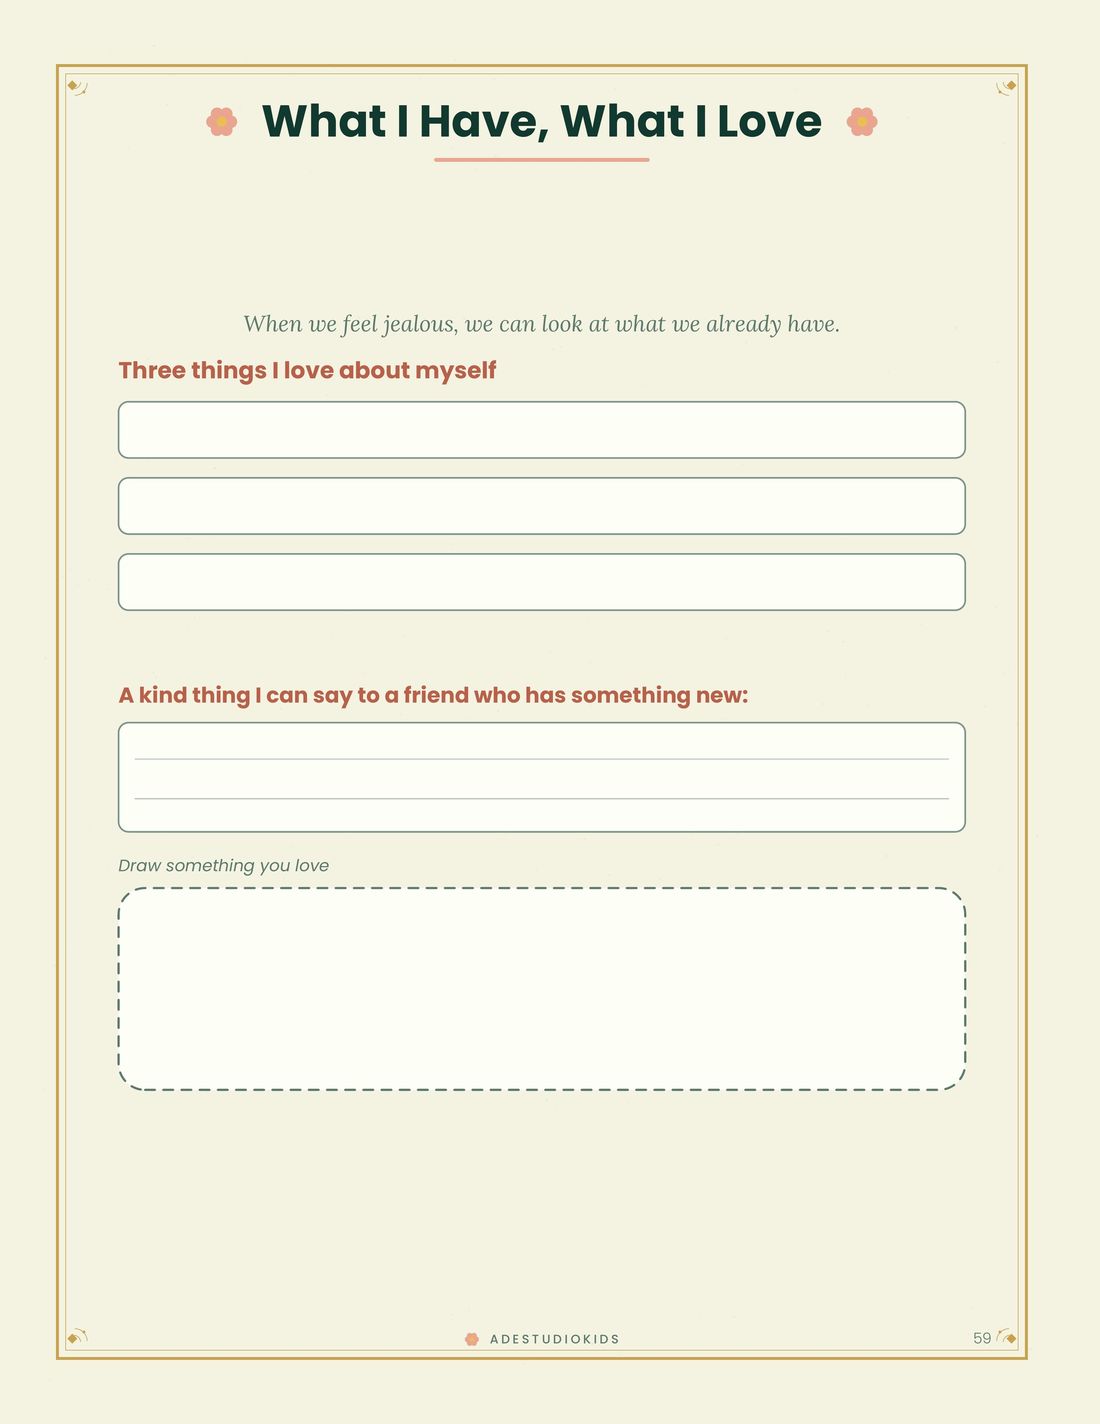 What I Have, What I Love
When we feel jealous, we can look at what we already have.
Three things I love about myself
A kind thing I can say to a friend who has something new:
Draw something you love
ADESTUDIOKIDS
59